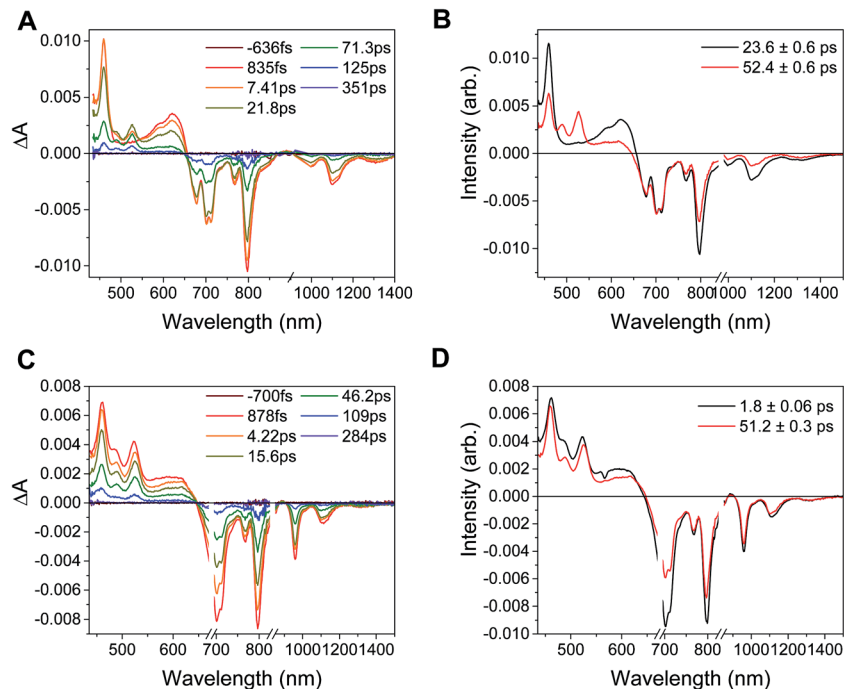 A
0.010
0.005
0.000
-0.005
-0.010
ΔA
-636fs
835fs
7.41ps
21.8ps
71.3ps
125ps
351ps
500 600 700 800 1000 1200 1400
Wavelength (nm)
B
0.010
0.005
0.000
-0.005
-0.010
Intensity (arb.)
23.6 ± 0.6 ps
52.4 ± 0.6 ps
500 600 700 800 1000 1200 1400
Wavelength (nm)
C
0.008
0.006
0.004
0.002
0.000
-0.002
-0.004
-0.006
-0.008
ΔA
-700fs
878fs
4.22ps
15.6ps
46.2ps
109ps
284ps
500 600 700 800 1000 1200 1400
Wavelength (nm)
D
0.008
0.006
0.004
0.002
0.000
-0.002
-0.004
-0.006
-0.008
-0.010
Intensity (arb.)
1.8 ± 0.06 ps
51.2 ± 0.3 ps
500 600 700 800 1000 1200 1400
Wavelength (nm)